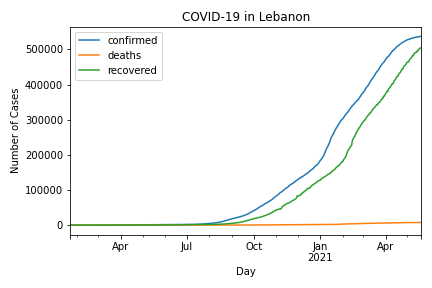 COVID-19 in Lebanon
confirmed
deaths
recovered
Number of Cases
500000
400000
300000
200000
100000
0
Apr
Jul
Oct
Jan
2021
Apr
Day